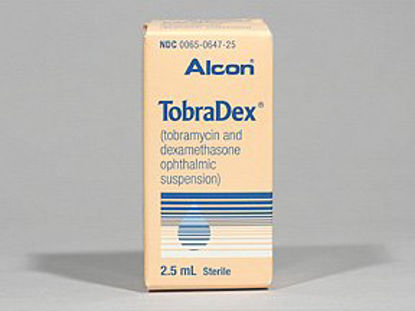 NDC 0065-0647-25
Alcon®
TobraDex®
(tobramycin and
dexamethasone
ophthalmic
suspension)
2.5 mL Sterile